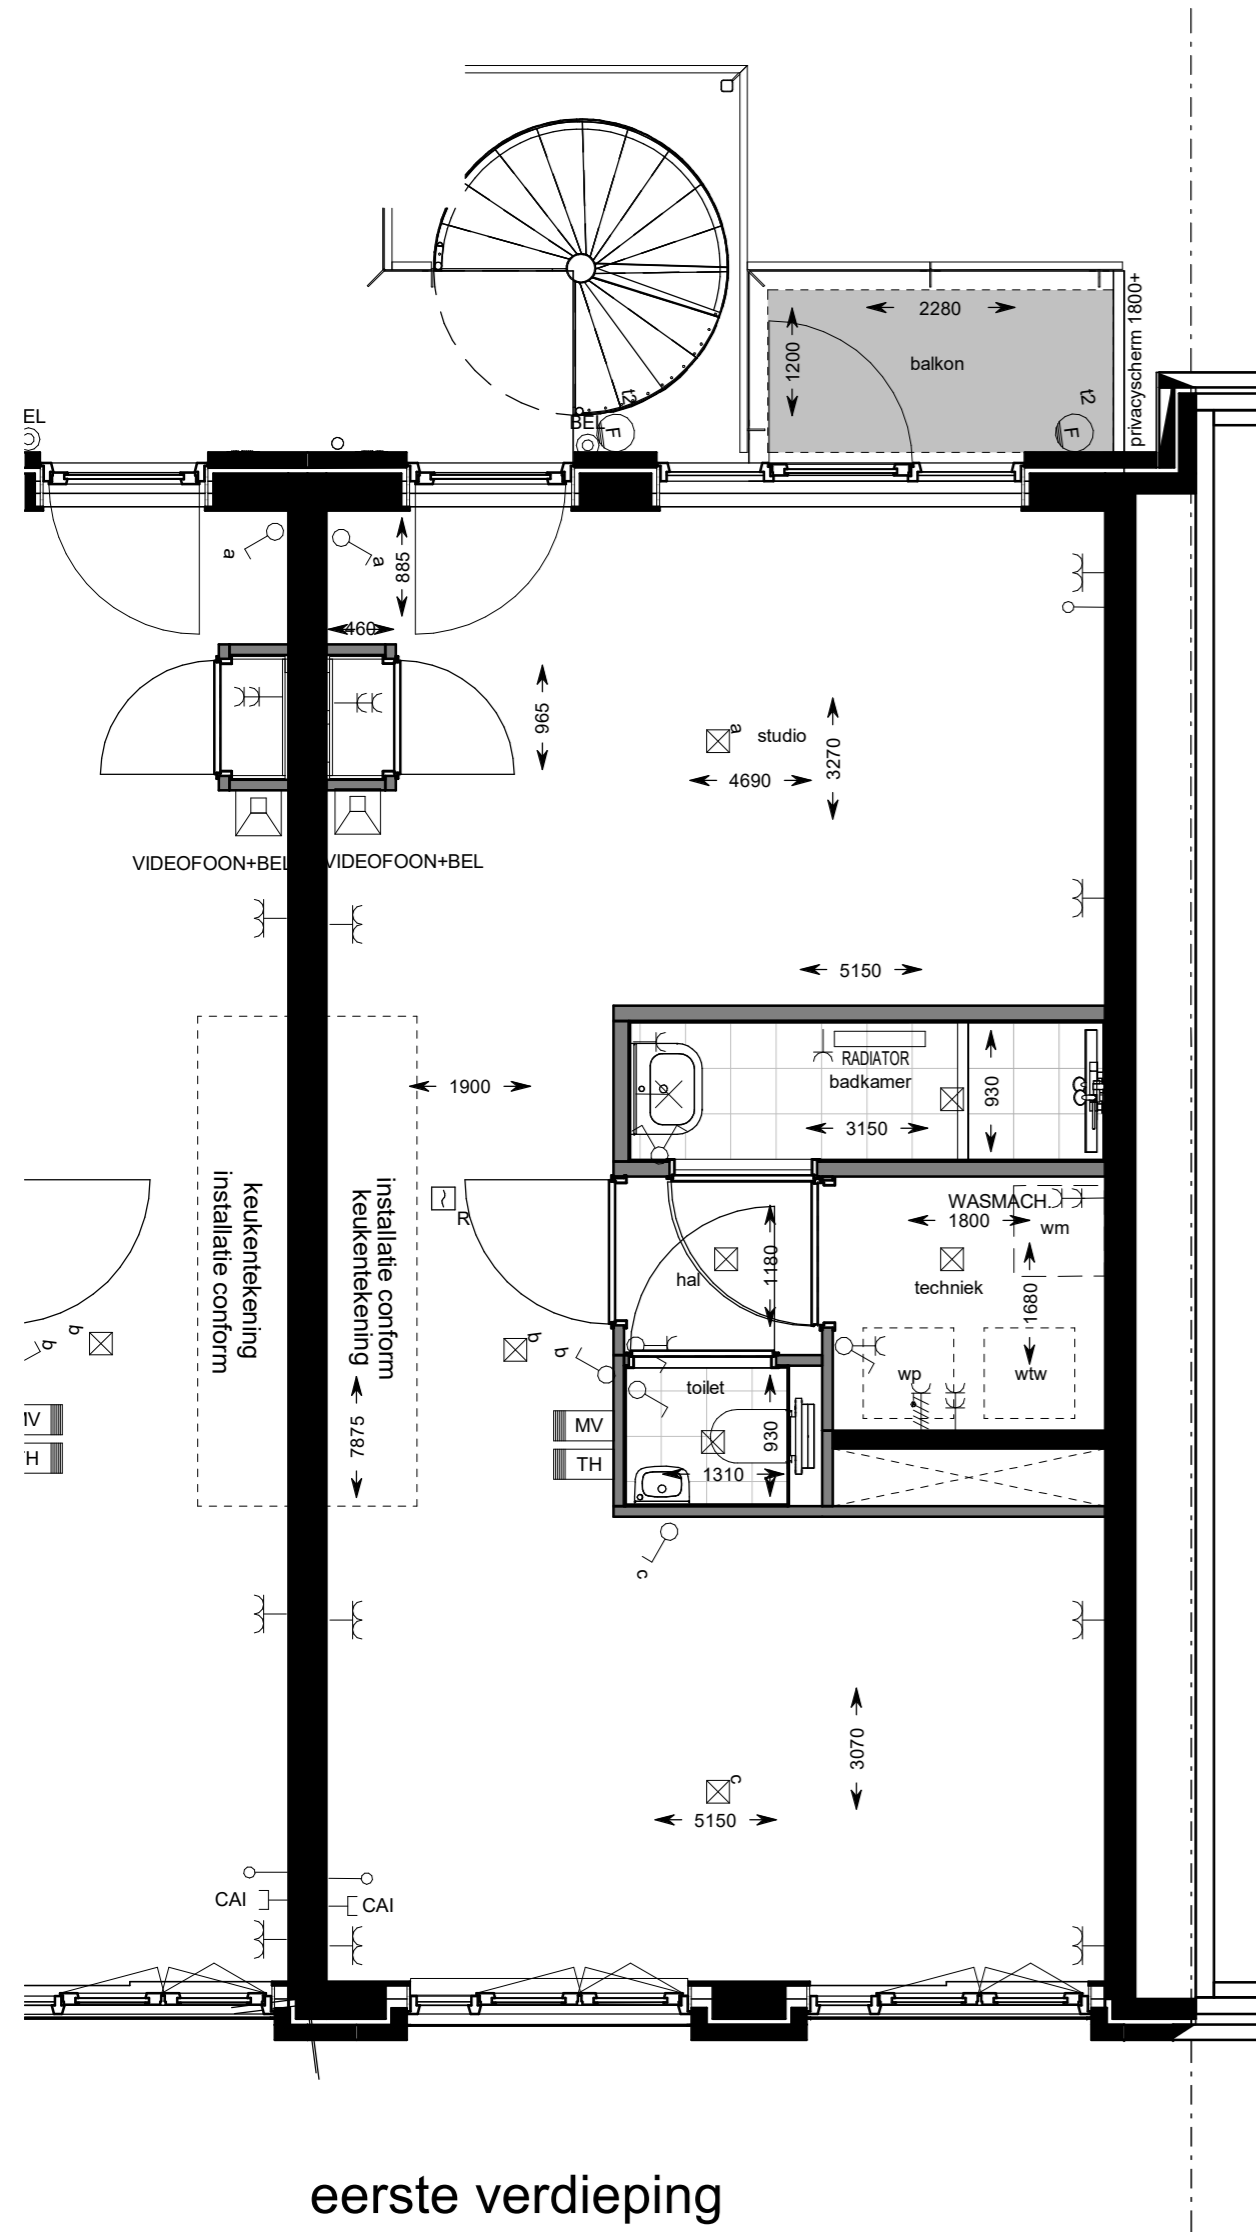 2280
1200
balkon
privacyscherm 1800+
t2
F
t2
F
BEL
EL
a
a
885
460
965
a
studio
3270
4690
VIDEOFOON+BEL
VIDEOFOON+BEL
5150
1900
RADIATOR
badkamer
930
3150
keukentekening
installatie conform
installatie conform
keukentekening
R
WASMACH.
1800
wm
hal
1180
techniek
1680
b
b
b
b
wp
wtw
toilet
MV
TH
MV
TH
7875
930
1310
c
3070
c
5150
CAI
CAI
eerste verdieping